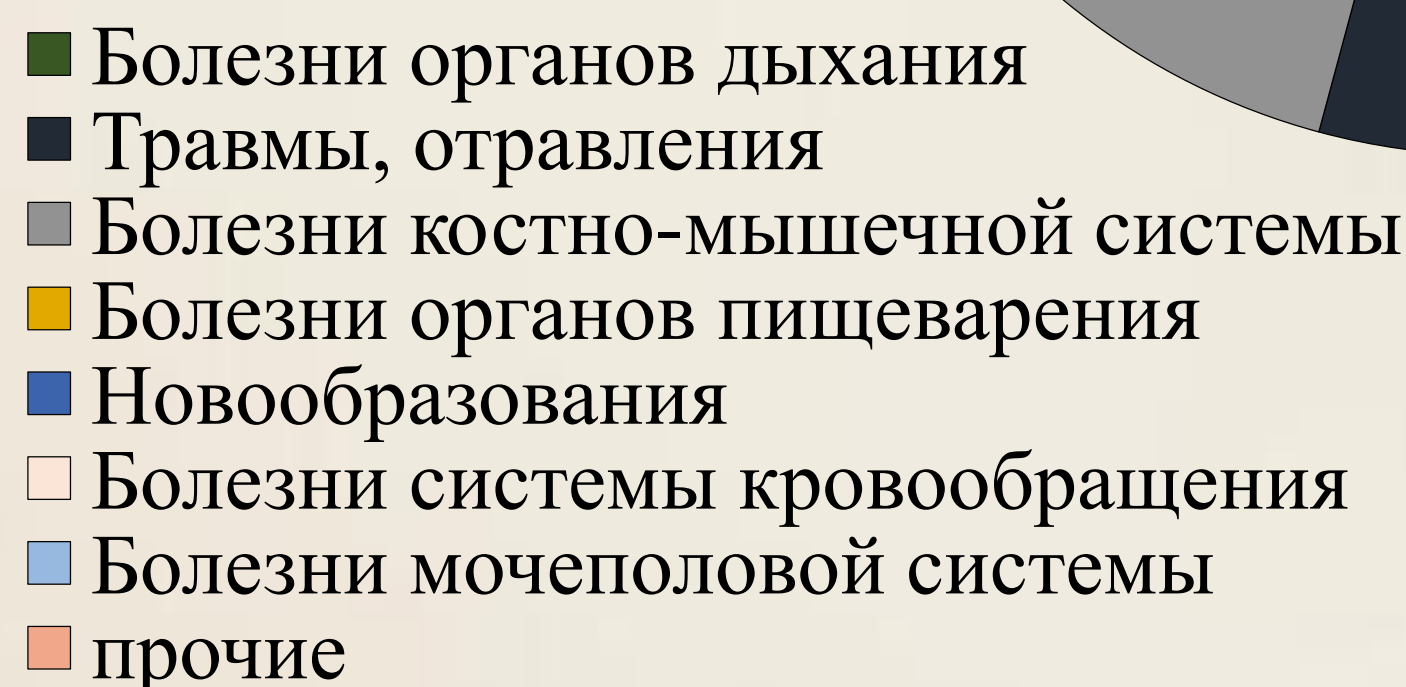 Болезни органов дыхания
Травмы, отравления
Болезни костно-мышечной системы
Болезни органов пищеварения
Новообразования
Болезни системы кровообращения
Болезни мочеполовой системы
прочие